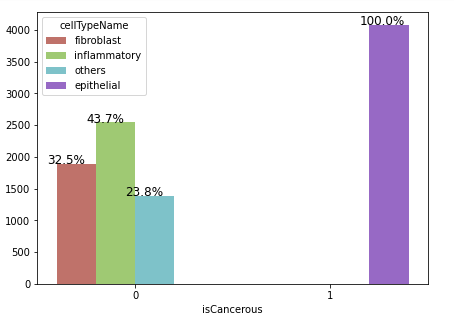 cellTypeName
fibroblast
inflammatory
others
epithelial
100.0%
43.7%
32.5%
23.8%
4000
3500
3000
2500
2000
1500
1000
500
0
0 1
isCancerous